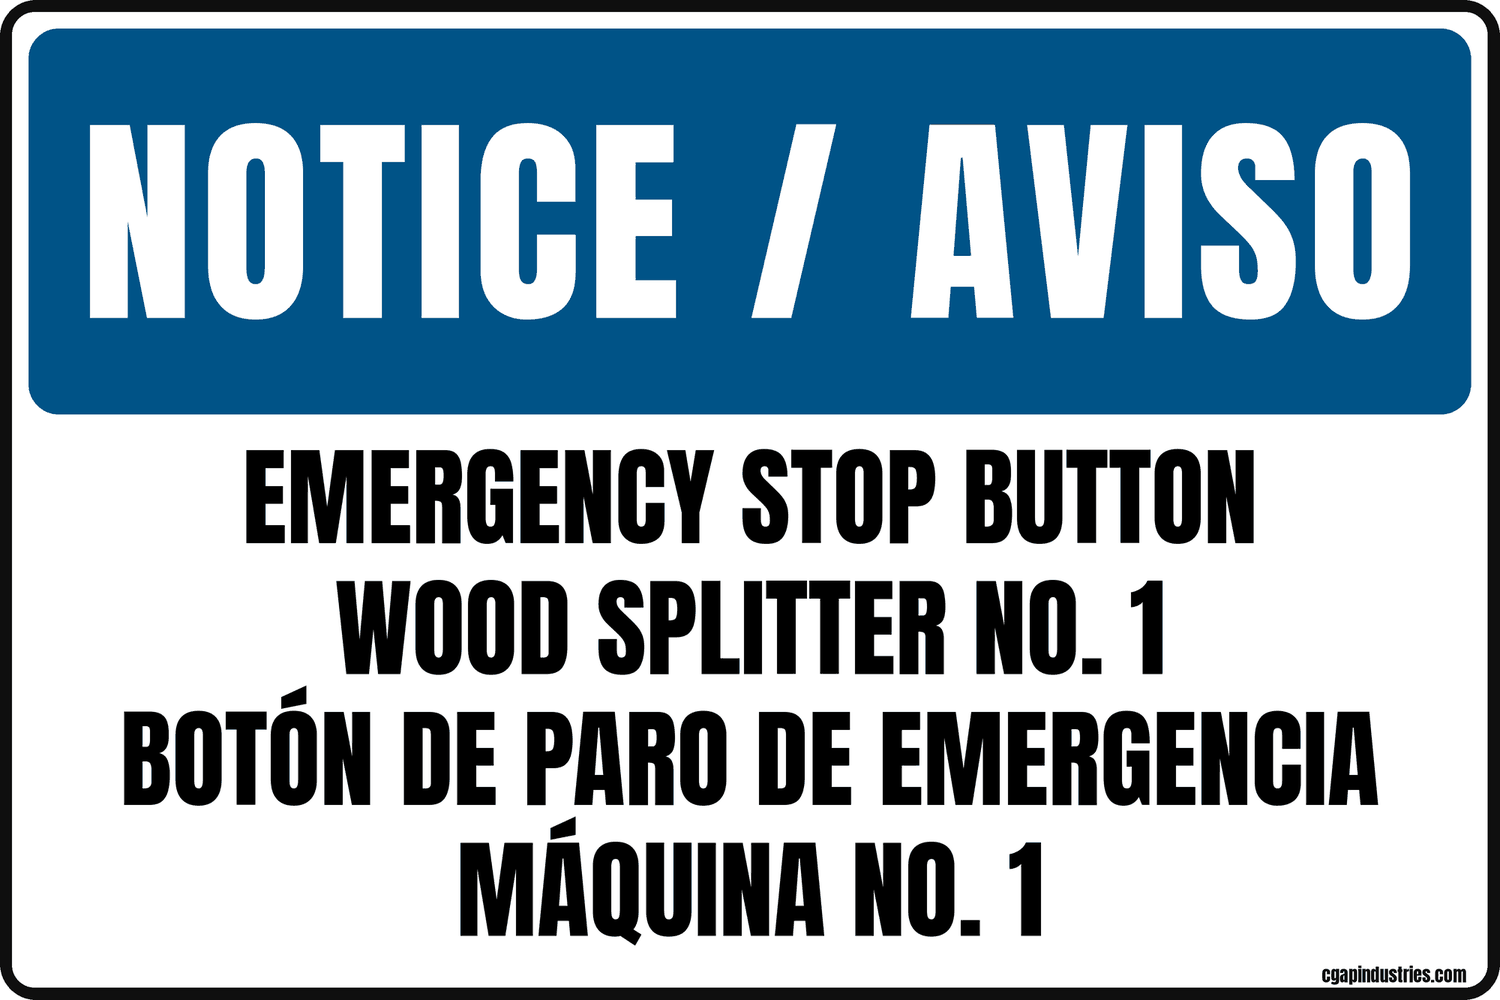 NOTICE / AVISO
EMERGENCY STOP BUTTON
WOOD SPLITTER NO. 1
BOTÓN DE PARO DE EMERGENCIA
MÁQUINA NO. 1
cgapindustries.com